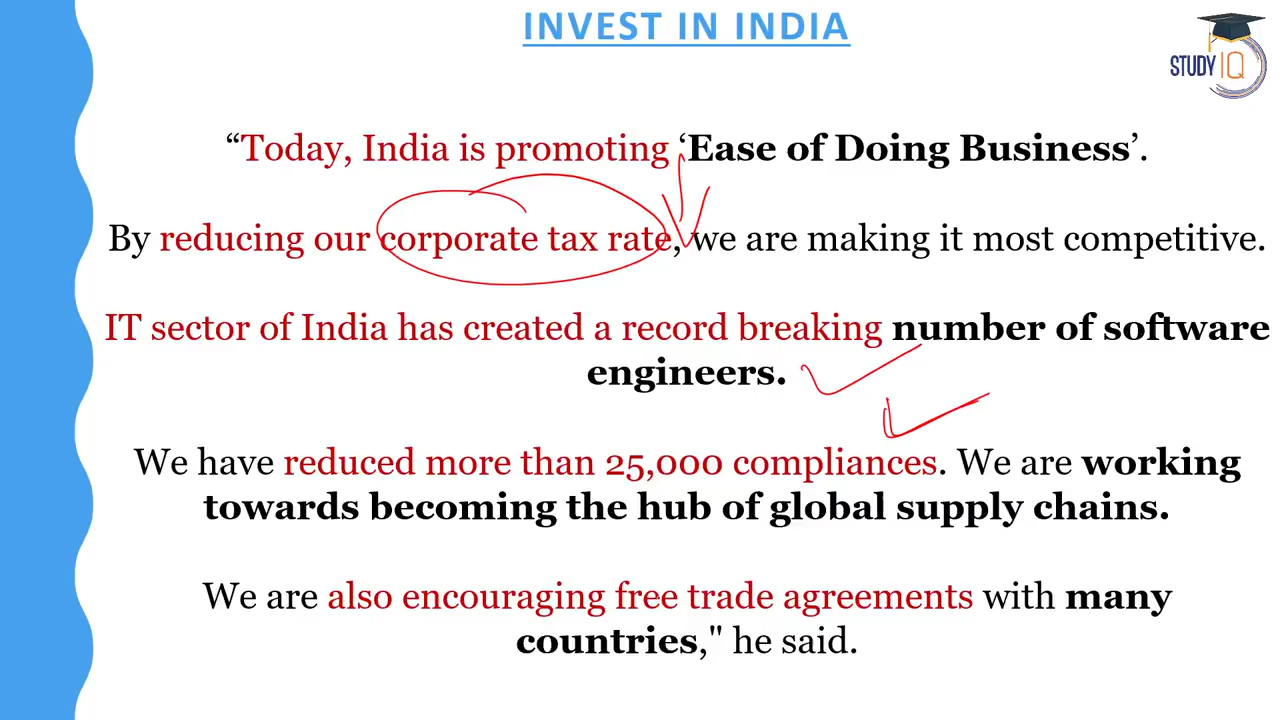 INVEST IN INDIA
STUDY IQ
“Today, India is promoting ‘Ease of Doing Business’.
By reducing our corporate tax rate, we are making it most competitive.
IT sector of India has created a record breaking number of software
engineers.
We have reduced more than 25,000 compliances. We are working
towards becoming the hub of global supply chains.
We are also encouraging free trade agreements with many
countries," he said.